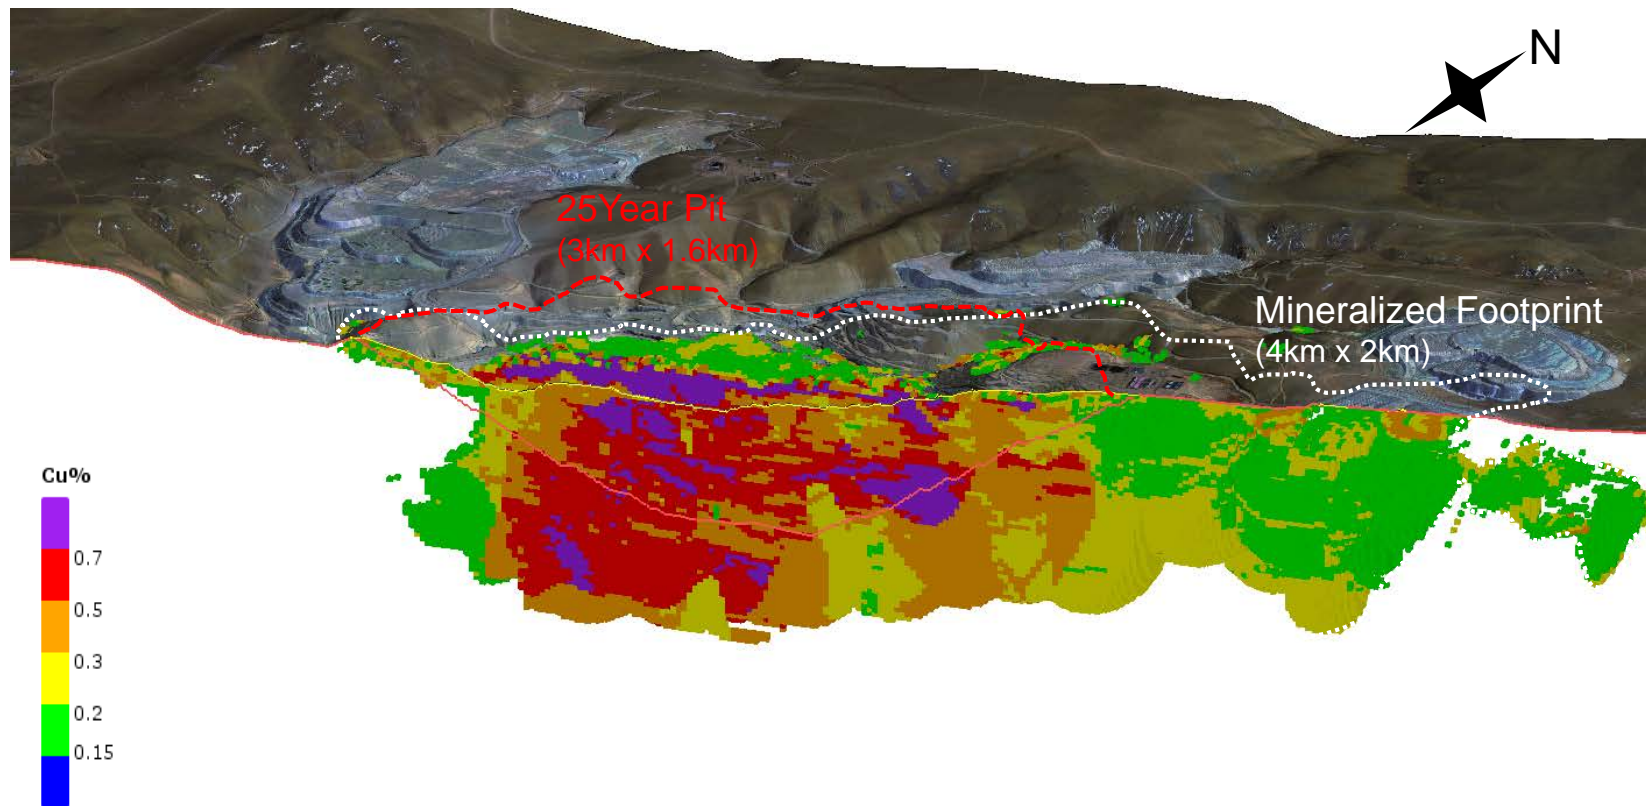 N
25Year Pit
(3km x 1.6km)
Mineralized Footprint
(4km x 2km)
Cu%
0.7
0.5
0.3
0.2
0.15